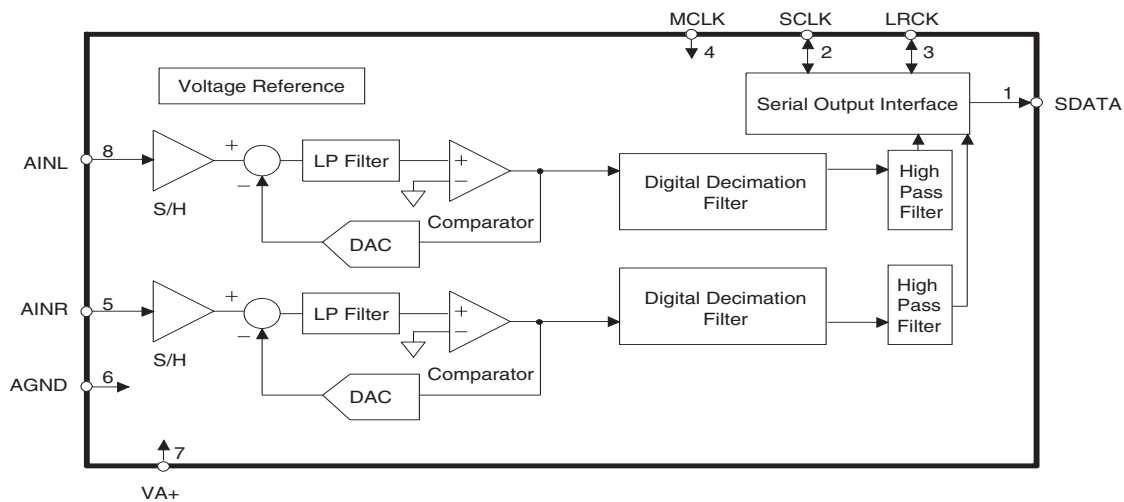 MCLK SCLK LRCK
4 2 3
Voltage Reference
Serial Output Interface
1 SDATA
AINL 8
S/H
+
−
LP Filter
+
−
Comparator
DAC
Digital Decimation
Filter
High
Pass
Filter
AINR 5
S/H
+
−
LP Filter
+
−
Comparator
DAC
Digital Decimation
Filter
High
Pass
Filter
AGND 6
7
VA+